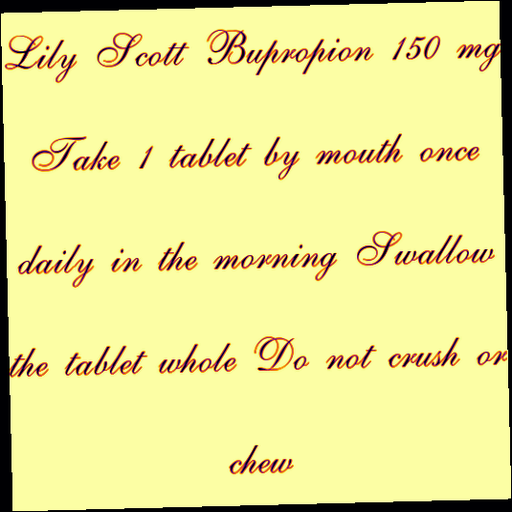 Lily Scott Bupropion 150 mg
Take 1 tablet by mouth once
daily in the morning Swallow
the tablet whole Do not crush or
chew